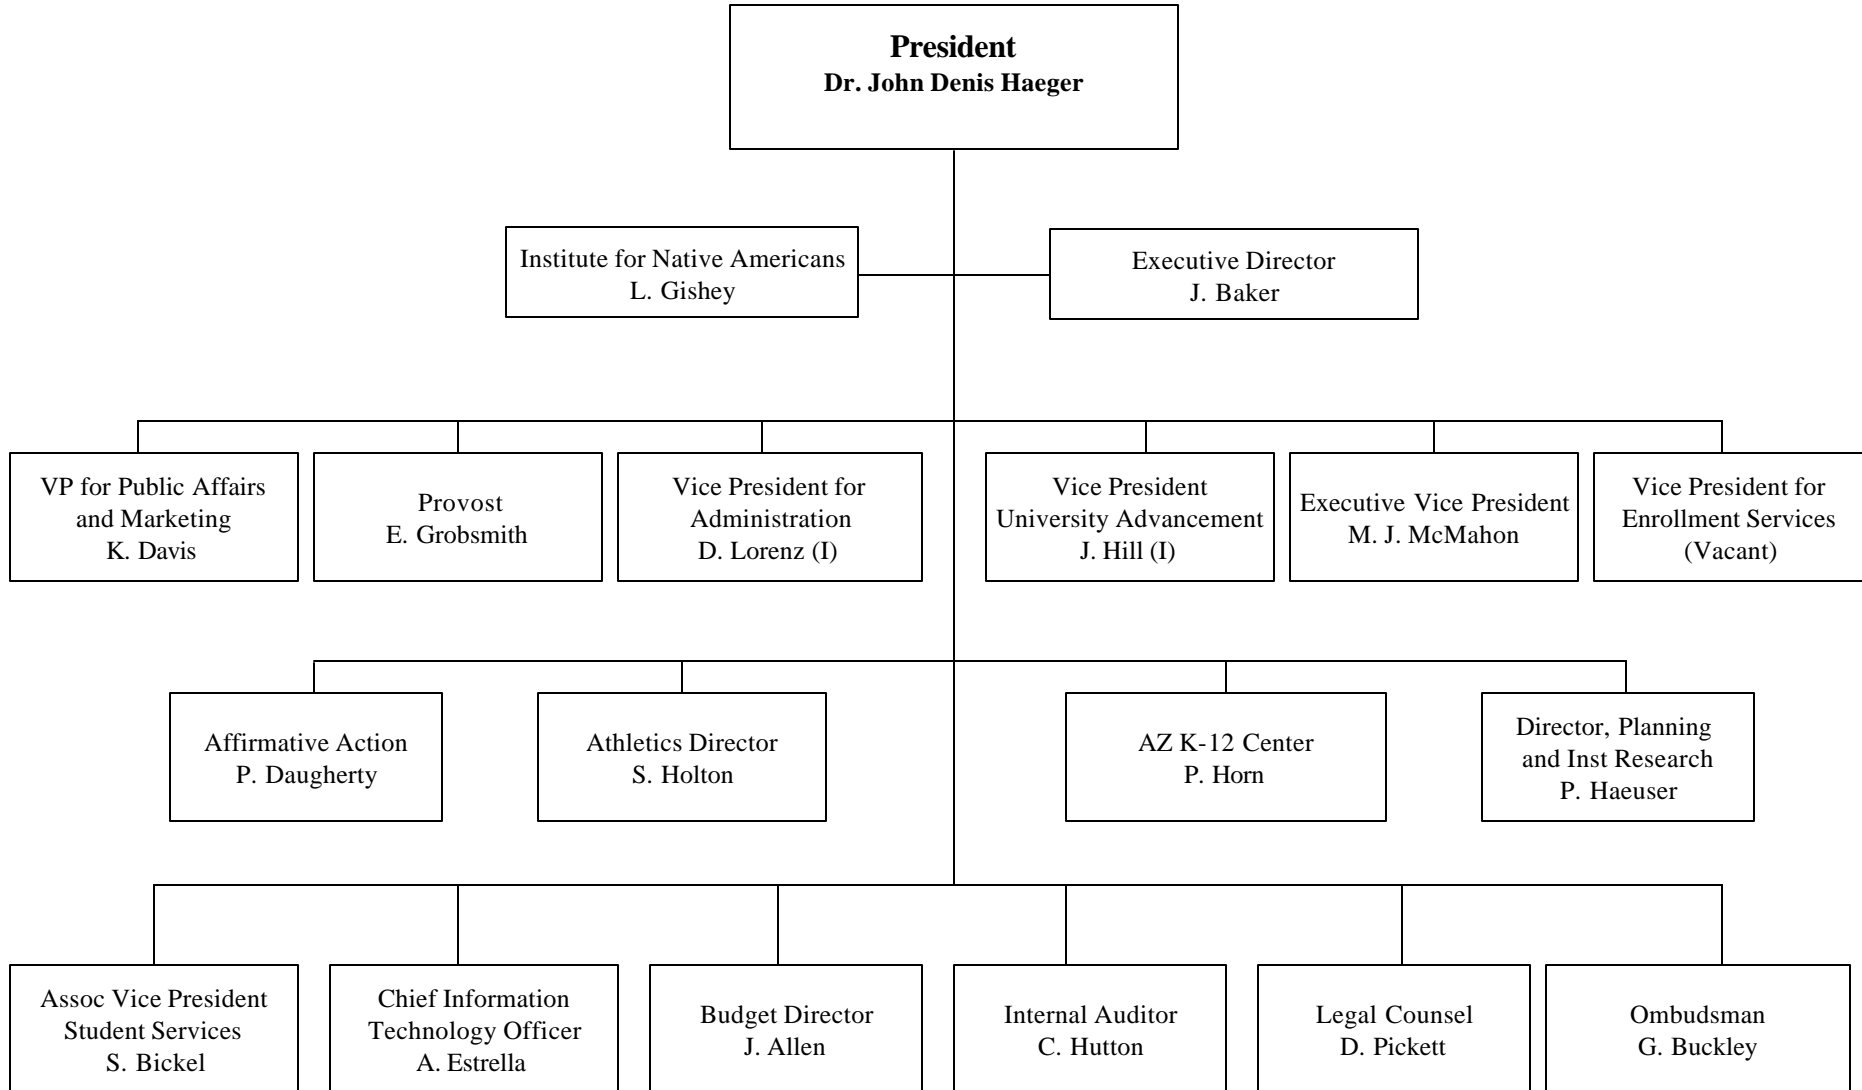 President
Dr. John Denis Haeger
Institute for Native Americans
L. Gishey
Executive Director
J. Baker
VP for Public Affairs
and Marketing
K. Davis
Provost
E. Grobsmith
Vice President for
Administration
D. Lorenz (I)
Vice President
University Advancement
J. Hill (I)
Executive Vice President
M. J. McMahon
Vice President for
Enrollment Services
(Vacant)
Affirmative Action
P. Daugherty
Athletics Director
S. Holton
AZ K-12 Center
P. Horn
Director, Planning
and Inst Research
P. Haeuser
Assoc Vice President
Student Services
S. Bickel
Chief Information
Technology Officer
A. Estrella
Budget Director
J. Allen
Internal Auditor
C. Hutton
Legal Counsel
D. Pickett
Ombudsman
G. Buckley